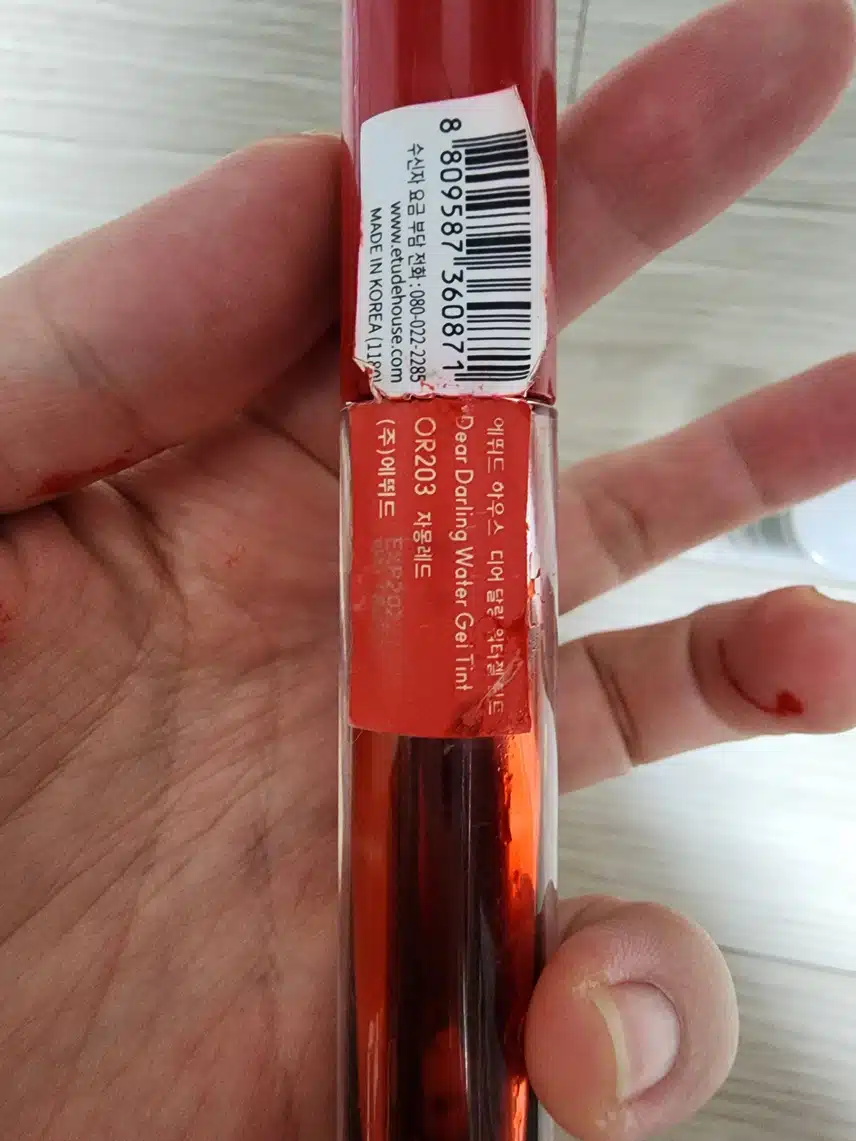 8 809587 360871
수신자 요금 부담 전화 : 080-022-2285
www.etudehouse.com
MADE IN KOREA
에뛰드 하우스 디어 달링 워터젤 틴트
Dear Darling Water Gel Tint
OR203 자몽레드
(주)에뛰드